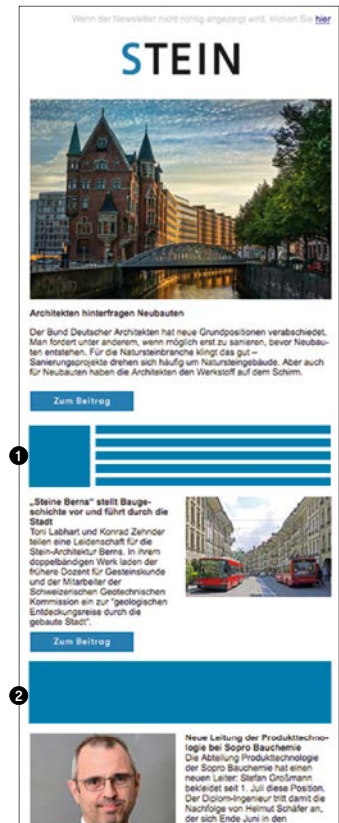 Wenn der Newsletter nicht richtig angezeigt wird, klicken Sie hier
STEIN
Architekten hinterfragen Neubauten
Der Bund Deutscher Architekten hat neue Grundpositionen verabschiedet.
Man fordert unter anderem, wenn möglich erst zu sanieren, bevor Neubau-
ten entstehen. Für die Natursteinbranche klingt das gut –
Sanierungsprojekte drehen sich häufig um Natursteingebäude. Aber auch
für Neubauten haben die Architekten den Werkstoff auf dem Schirm.
Zum Beitrag
1
„Steine Berns“ stellt Bauge-
schichte vor und führt durch die
Stadt
Toni Labhart und Konrad Zehnder
teilen eine Leidenschaft für die
Stein-Architektur Berns. In ihrem
doppelbändigen Werk laden der
frühere Dozent für Gesteinskunde
und der Mitarbeiter der
Schweizerischen Geotechnischen
Kommission ein zur "geologischen
Entdeckungsreise durch die
gebaute Stadt".
Zum Beitrag
2
Neue Leitung der Produkttechno-
logie bei Sopro Bauchemie
Die Abteilung Produkttechnologie
der Sopro Bauchemie hat einen
neuen Leiter: Stefan Großmann
bekleidet seit 1. Juli diese Position.
Der Diplom-Ingenieur tritt damit die
Nachfolge von Helmut Schäfer an,
der sich Ende Juni in den